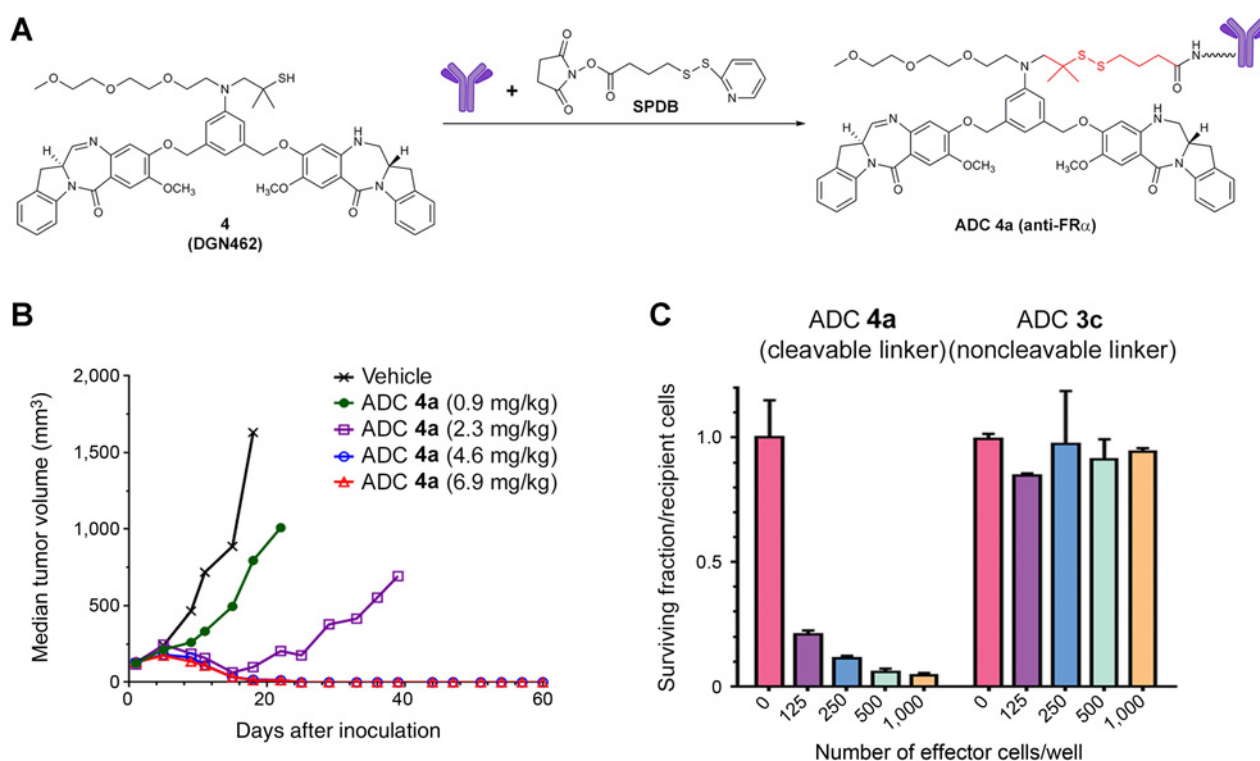 A
SH
N
O
O
O
O
N
O
O
O
S
S
N
SPDB
O
O
O
N
S
S
O
H
N
H
N
N
O
OCH3
O
O
CH3O
O
H
N
H
N
4
(DGN462)
H
N
N
O
OCH3
O
O
CH3O
O
H
N
H
N
ADC 4a (anti-FRα)
B
Median tumor volume (mm3)
2,000
1,500
1,000
500
0
0
20
40
60
Days after inoculation
Vehicle
ADC 4a (0.9 mg/kg)
ADC 4a (2.3 mg/kg)
ADC 4a (4.6 mg/kg)
ADC 4a (6.9 mg/kg)
C
ADC 4a
(cleavable linker)
ADC 3c
(noncleavable linker)
Surviving fraction/recipient cells
1.0
0.5
0
0
125
250
500
1,000
0
125
250
500
1,000
Number of effector cells/well